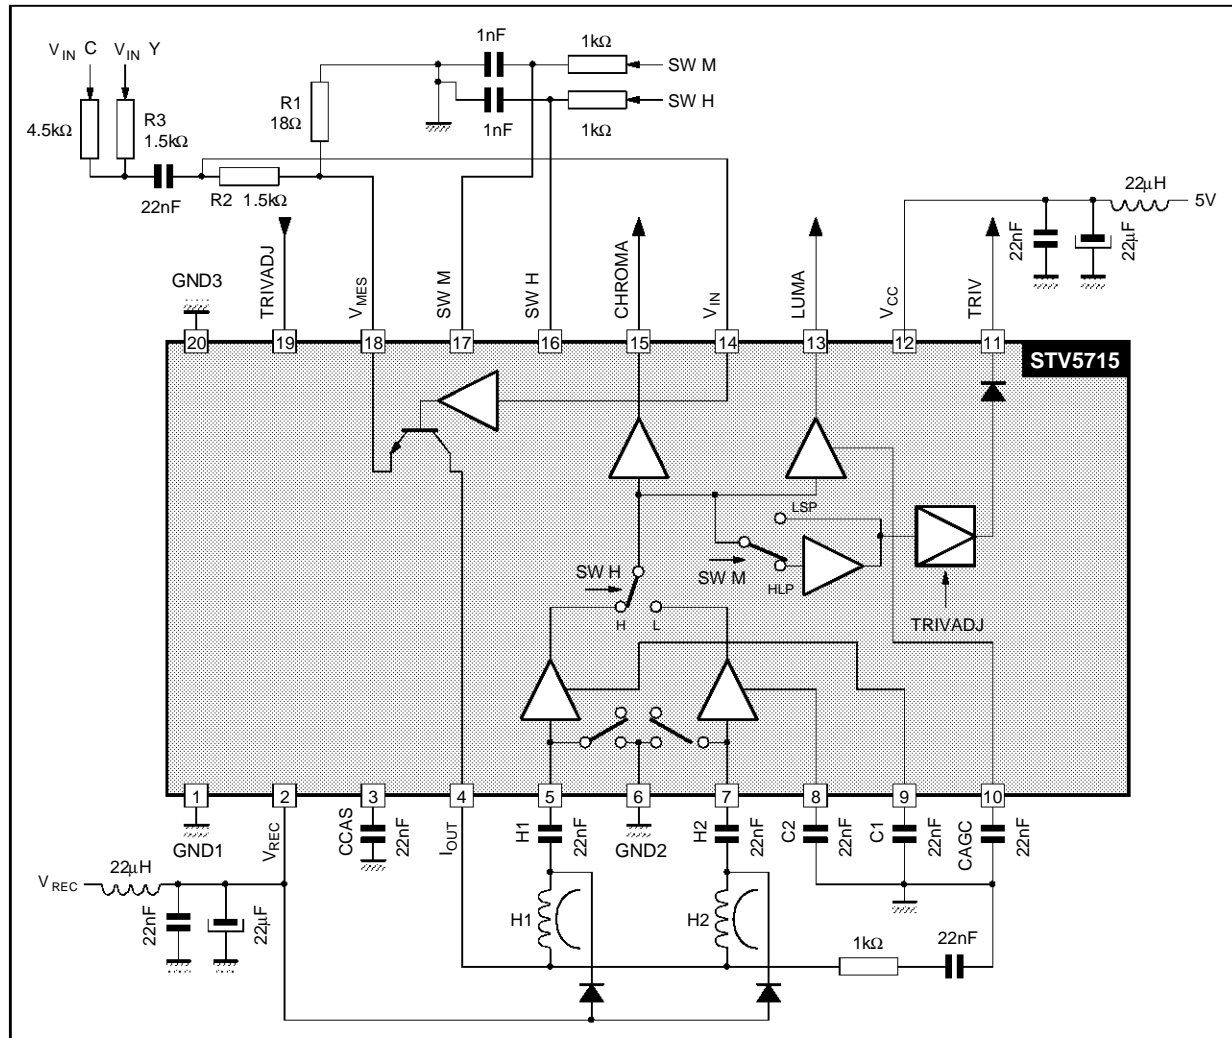 V IN C
V IN Y
4.5kΩ
R3
1.5kΩ
22nF
R2 1.5kΩ
R1
18Ω
1nF
1kΩ
SW M
SW H
1nF
1kΩ
22µH
5V
22nF
22µF
GND3
TRIVADJ
V MES
SW M
SW H
CHROMA
V IN
LUMA
V CC
TRIV
20
19
18
17
16
15
14
13
12
11
STV5715
LSP
SW M
HLP
SW H
H
L
TRIVADJ
1
2
3
4
5
6
7
8
9
10
GND1
V REC
CCAS
22nF
I OUT
H1
22nF
GND2
H2
22nF
C2
22nF
C1
22nF
CAGC
22nF
V REC
22µH
22nF
22µF
H1
H2
1kΩ
22nF